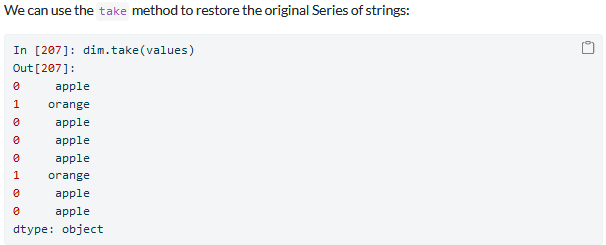 We can use the take method to restore the original Series of strings:
In [207]: dim.take(values)
Out[207]:
0     apple
1    orange
0     apple
0     apple
0     apple
1    orange
0     apple
0     apple
dtype: object